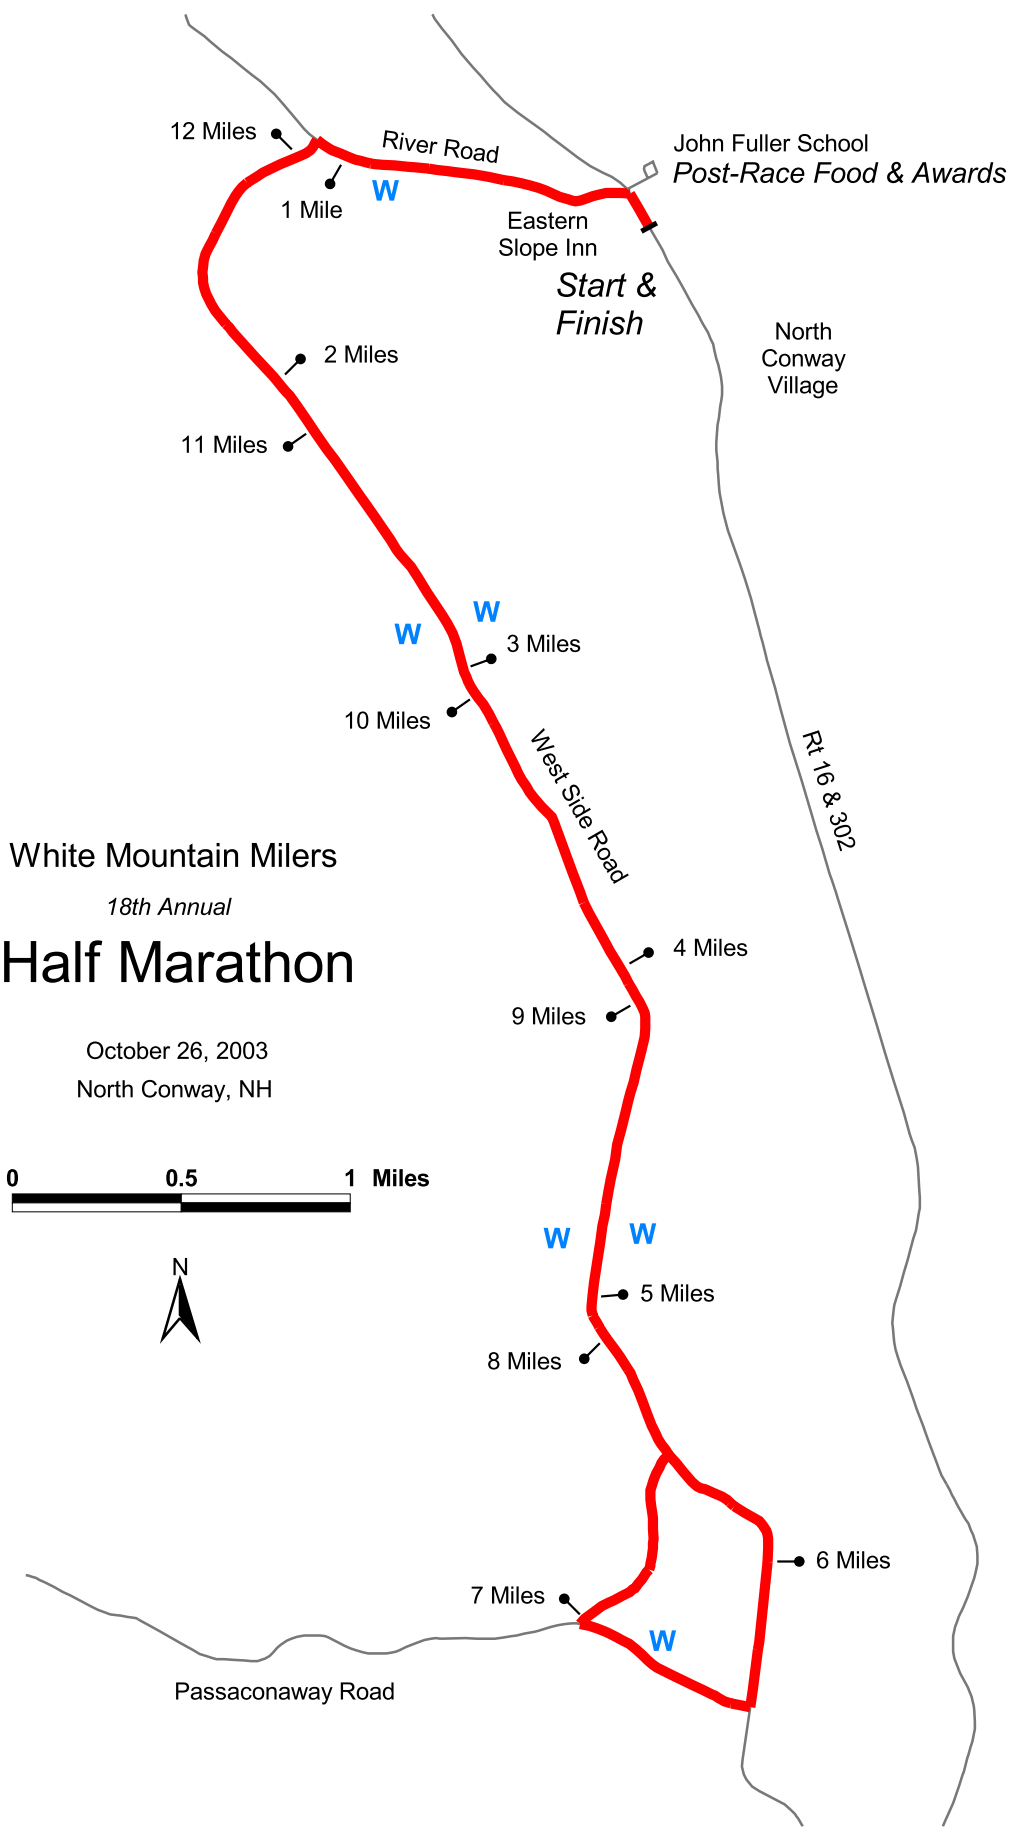 John Fuller School
Post-Race Food & Awards
12 Miles
River Road
W
1 Mile
Eastern
Slope Inn
Start &
Finish
North
Conway
Village
2 Miles
11 Miles
W
W
3 Miles
10 Miles
West Side Road
Rt 16 & 302
White Mountain Milers
18th Annual
Half Marathon
4 Miles
9 Miles
October 26, 2003
North Conway, NH
0 0.5 1 Miles
W
W
N
5 Miles
8 Miles
6 Miles
7 Miles
W
Passaconaway Road